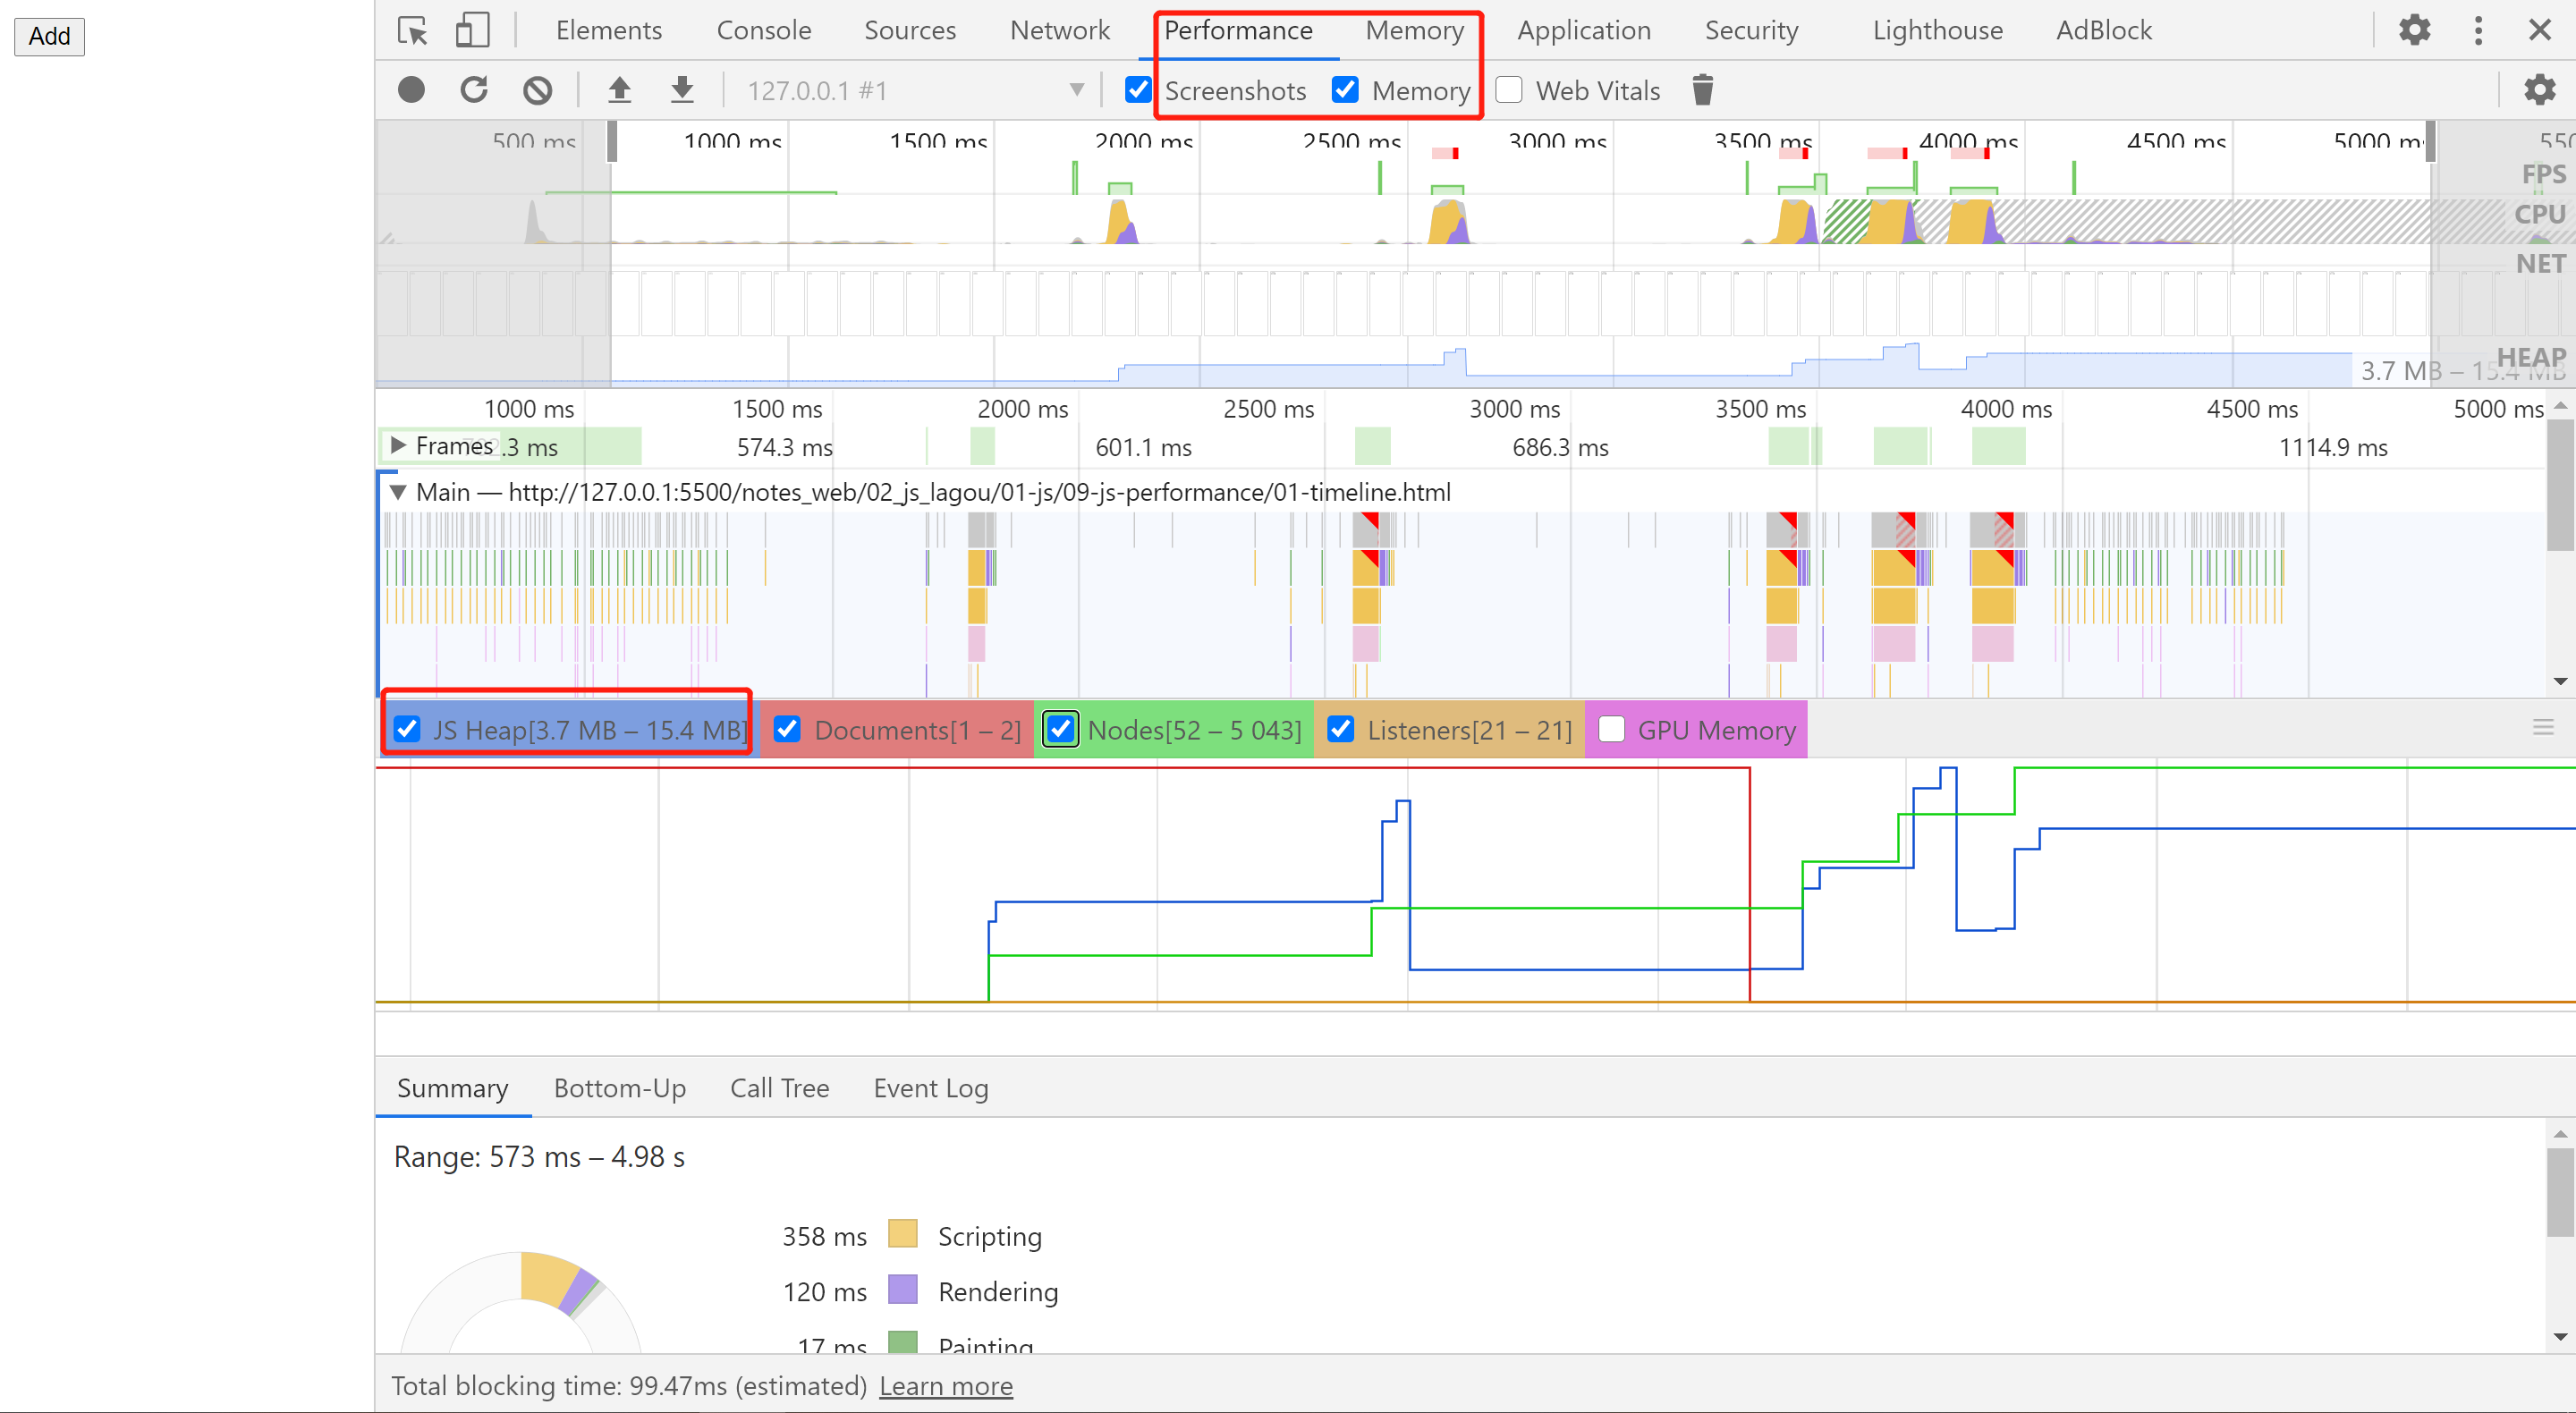 Add
Elements Console Sources Network Performance Memory Application Security Lighthouse AdBlock
127.0.0.1 #1 Screenshots Memory Web Vitals
500 ms 1000 ms 1500 ms 2000 ms 2500 ms 3000 ms 3500 ms 4000 ms 4500 ms 5000 m
FPS
CPU
NET
HEAP
3.7 MB – 15.4 MB
1000 ms 1500 ms 2000 ms 2500 ms 3000 ms 3500 ms 4000 ms 4500 ms 5000 ms
Frames .3 ms 574.3 ms 601.1 ms 686.3 ms 1114.9 ms
Main — http://127.0.0.1:5500/notes_web/02_js_lagou/01-js/09-js-performance/01-timeline.html
JS Heap[3.7 MB – 15.4 MB] Documents[1 – 2] Nodes[52 – 5 043] Listeners[21 – 21] GPU Memory
Summary Bottom-Up Call Tree Event Log
Range: 573 ms – 4.98 s
358 ms Scripting
120 ms Rendering
17 ms Painting
Total blocking time: 99.47ms (estimated) Learn more